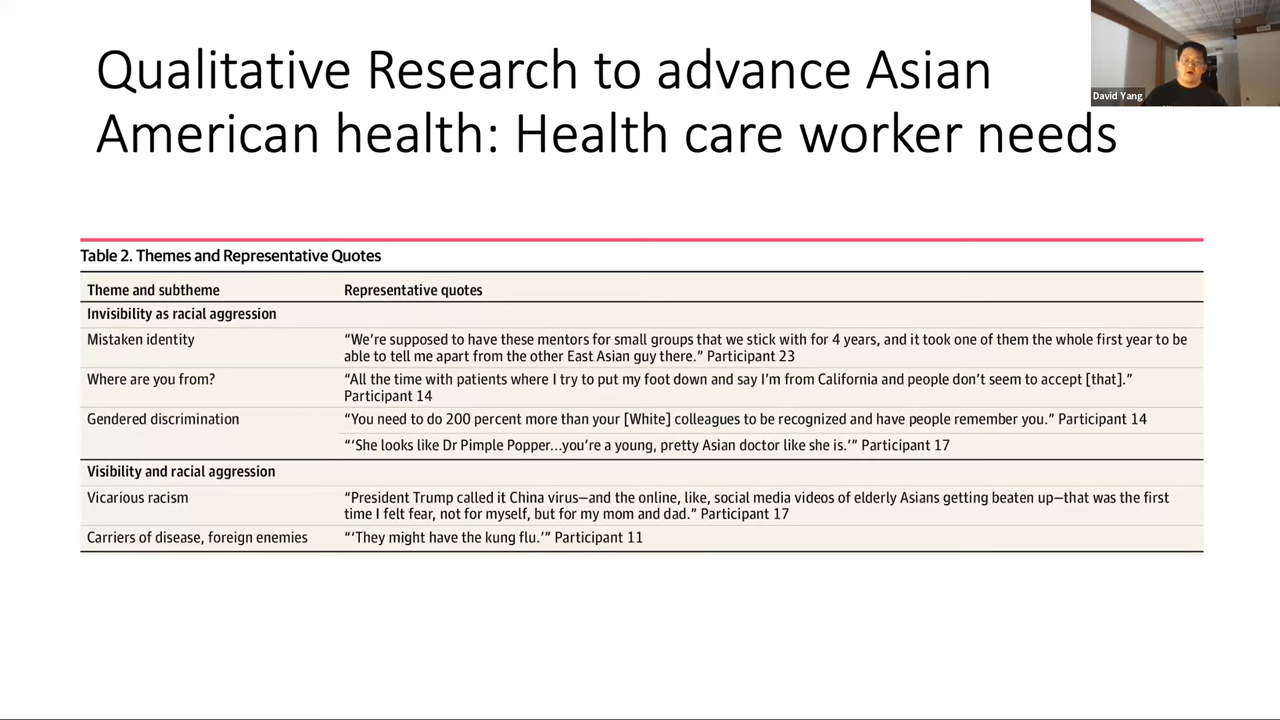 Qualitative Research to advance Asian
American health: Health care worker needs
David Yang
Table 2. Themes and Representative Quotes
Theme and subtheme Representative quotes
Invisibility as racial aggression
Mistaken identity “We’re supposed to have these mentors for small groups that we stick with for 4 years, and it took one of them the whole first year to be
able to tell me apart from the other East Asian guy there.” Participant 23
Where are you from? “All the time with patients where I try to put my foot down and say I’m from California and people don’t seem to accept [that].”
Participant 14
Gendered discrimination “You need to do 200 percent more than your [White] colleagues to be recognized and have people remember you.” Participant 14
“‘She looks like Dr Pimple Popper...you’re a young, pretty Asian doctor like she is.’” Participant 17
Visibility and racial aggression
Vicarious racism “President Trump called it China virus—and the online, like, social media videos of elderly Asians getting beaten up—that was the first
time I felt fear, not for myself, but for my mom and dad.” Participant 17
Carriers of disease, foreign enemies “‘They might have the kung flu.’” Participant 11